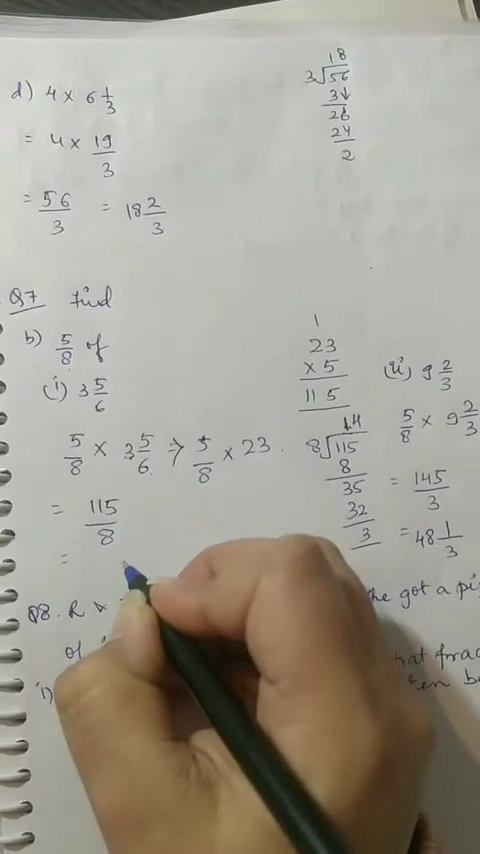 d) 4 × 6 1/3
= 4 × 19/3
= 56/3 = 18 2/3
18
3√56
3↓
26
24
2
Q7 Find
b) 5/8 of
(i) 3 5/6
5/8 × 3 5/6 ⇒ 5/8 × 23.
= 115/8
=
1
23
× 5
115
14
8√115
8
35
32
3
(ii) 9 2/3
5/8 × 9 2/3
= 145/3
= 48 1/3
Q8. R
he got a
of
frac
i)